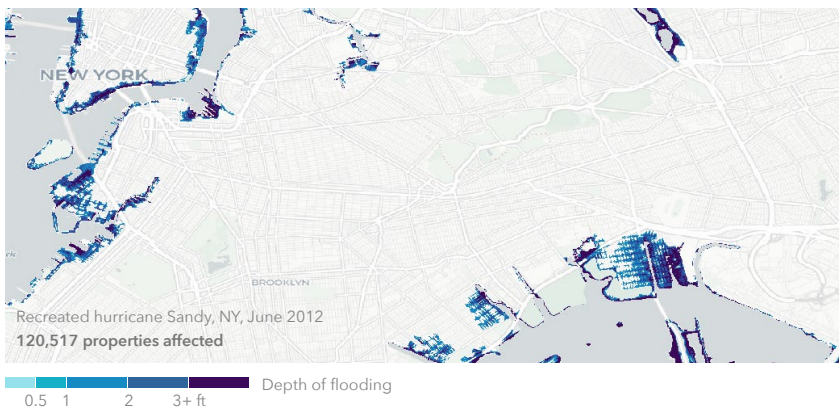 NEW YORK
BROOKLYN
Recreated hurricane Sandy, NY, June 2012
120,517 properties affected
Depth of flooding
0.5 1 2 3+ ft